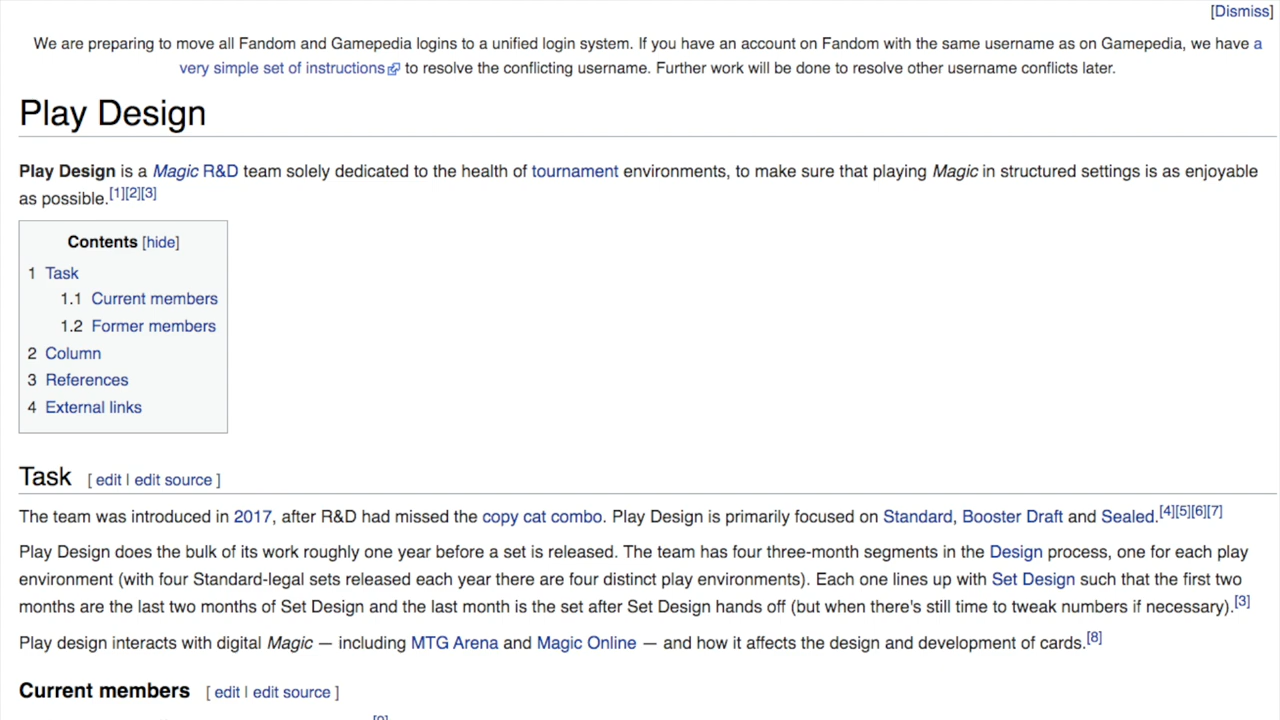 [Dismiss]
We are preparing to move all Fandom and Gamepedia logins to a unified login system. If you have an account on Fandom with the same username as on Gamepedia, we have a
very simple set of instructions to resolve the conflicting username. Further work will be done to resolve other username conflicts later.
Play Design
Play Design is a Magic R&D team solely dedicated to the health of tournament environments, to make sure that playing Magic in structured settings is as enjoyable
as possible.[1][2][3]
Contents [hide]
1 Task
1.1 Current members
1.2 Former members
2 Column
3 References
4 External links
Task [ edit | edit source ]
The team was introduced in 2017, after R&D had missed the copy cat combo. Play Design is primarily focused on Standard, Booster Draft and Sealed.[4][5][6][7]
Play Design does the bulk of its work roughly one year before a set is released. The team has four three-month segments in the Design process, one for each play
environment (with four Standard-legal sets released each year there are four distinct play environments). Each one lines up with Set Design such that the first two
months are the last two months of Set Design and the last month is the set after Set Design hands off (but when there's still time to tweak numbers if necessary).[3]
Play design interacts with digital Magic — including MTG Arena and Magic Online — and how it affects the design and development of cards.[8]
Current members [ edit | edit source ]